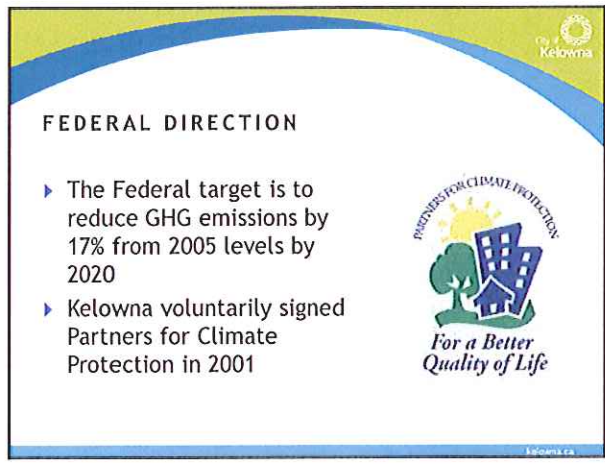 City of
Kelowna
FEDERAL DIRECTION
The Federal target is to
reduce GHG emissions by
17% from 2005 levels by
2020
Kelowna voluntarily signed
Partners for Climate
Protection in 2001
PARTNERS FOR CLIMATE PROTECTION
For a Better
Quality of Life
kelowna.ca